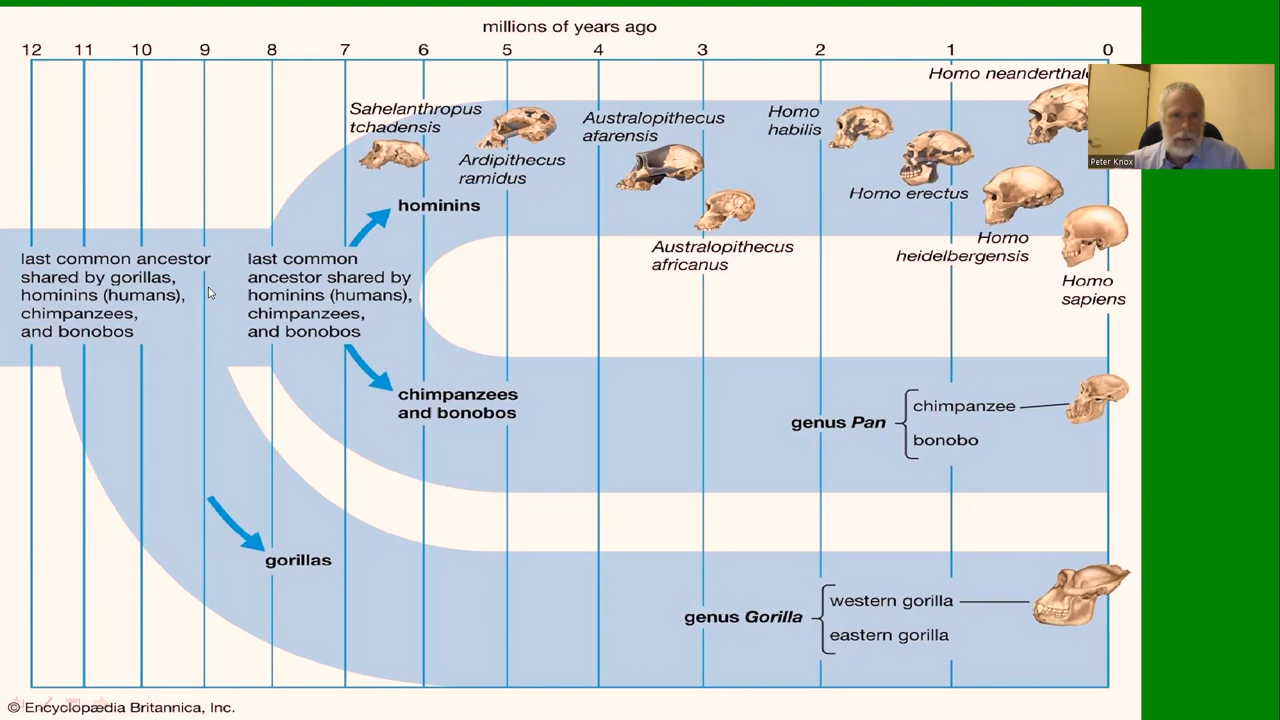 millions of years ago
12 11 10 9 8 7 6 5 4 3 2 1 0
Homo
Sahelanthropus
tchadensis
Ardipithecus
ramidus
Australopithecus
afarensis
Australopithecus
africanus
Homo
habilis
Homo erectus
Homo
heidelbergensis
Homo
sapiens
Peter Knox
hominins
last common ancestor
shared by gorillas,
hominins (humans),
chimpanzees,
and bonobos
last common
ancestor shared by
hominins (humans),
chimpanzees,
and bonobos
chimpanzees
and bonobos
genus Pan
chimpanzee
bonobo
gorillas
genus Gorilla
western gorilla
eastern gorilla
© Encyclopædia Britannica, Inc.